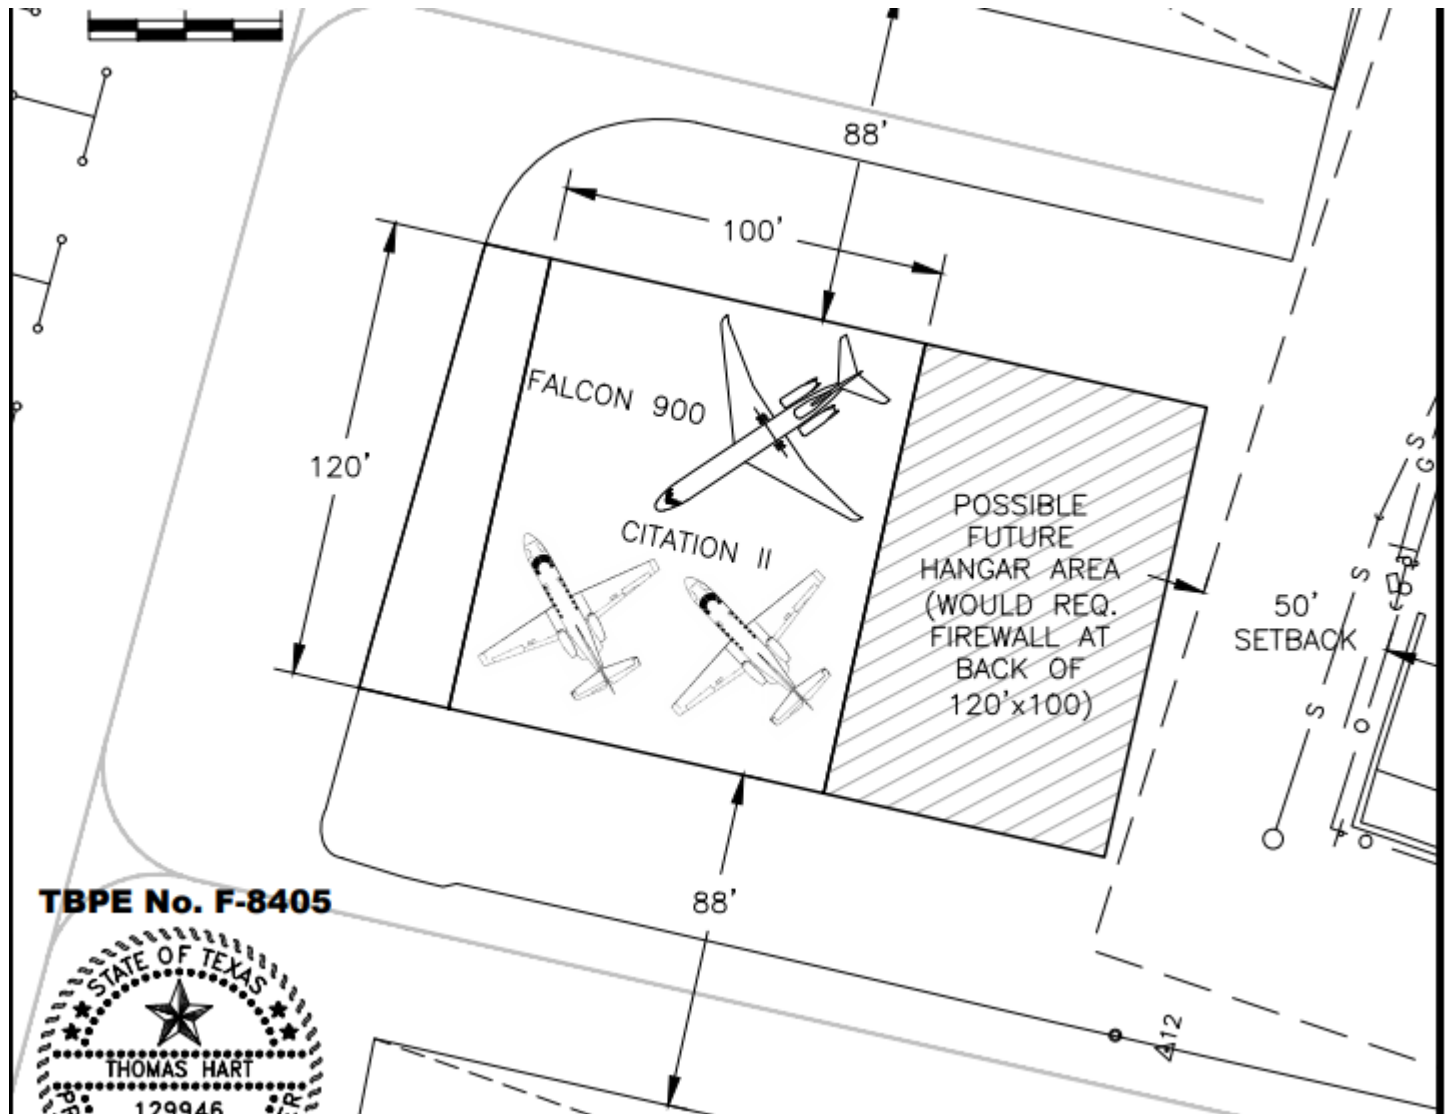 88'
100'
FALCON 900
120'
CITATION II
POSSIBLE
FUTURE
HANGAR AREA
(WOULD REQ.
FIREWALL AT
BACK OF
120'x100)
50'
SETBACK
S
G
S
S
S
88'
12
TBPE No. F-8405
STATE OF TEXAS
THOMAS HART
129946